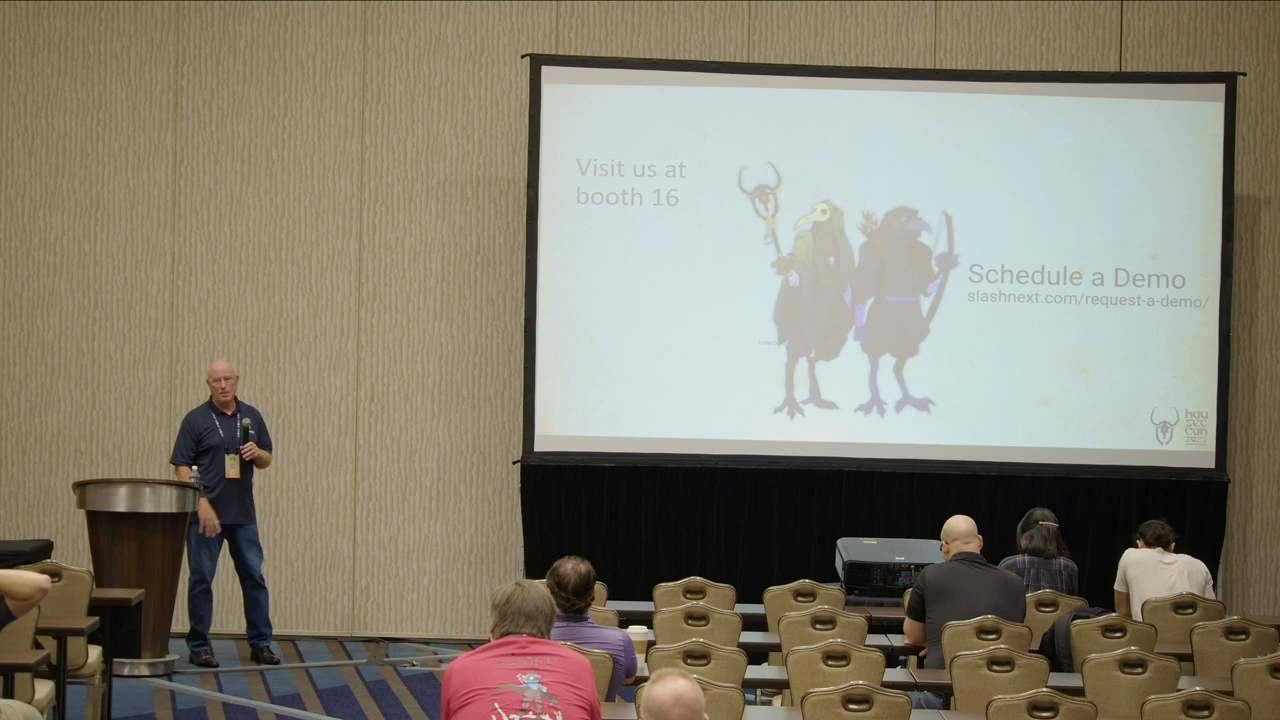 Visit us at
booth 16
Schedule a Demo
slashnext.com/request-a-demo/